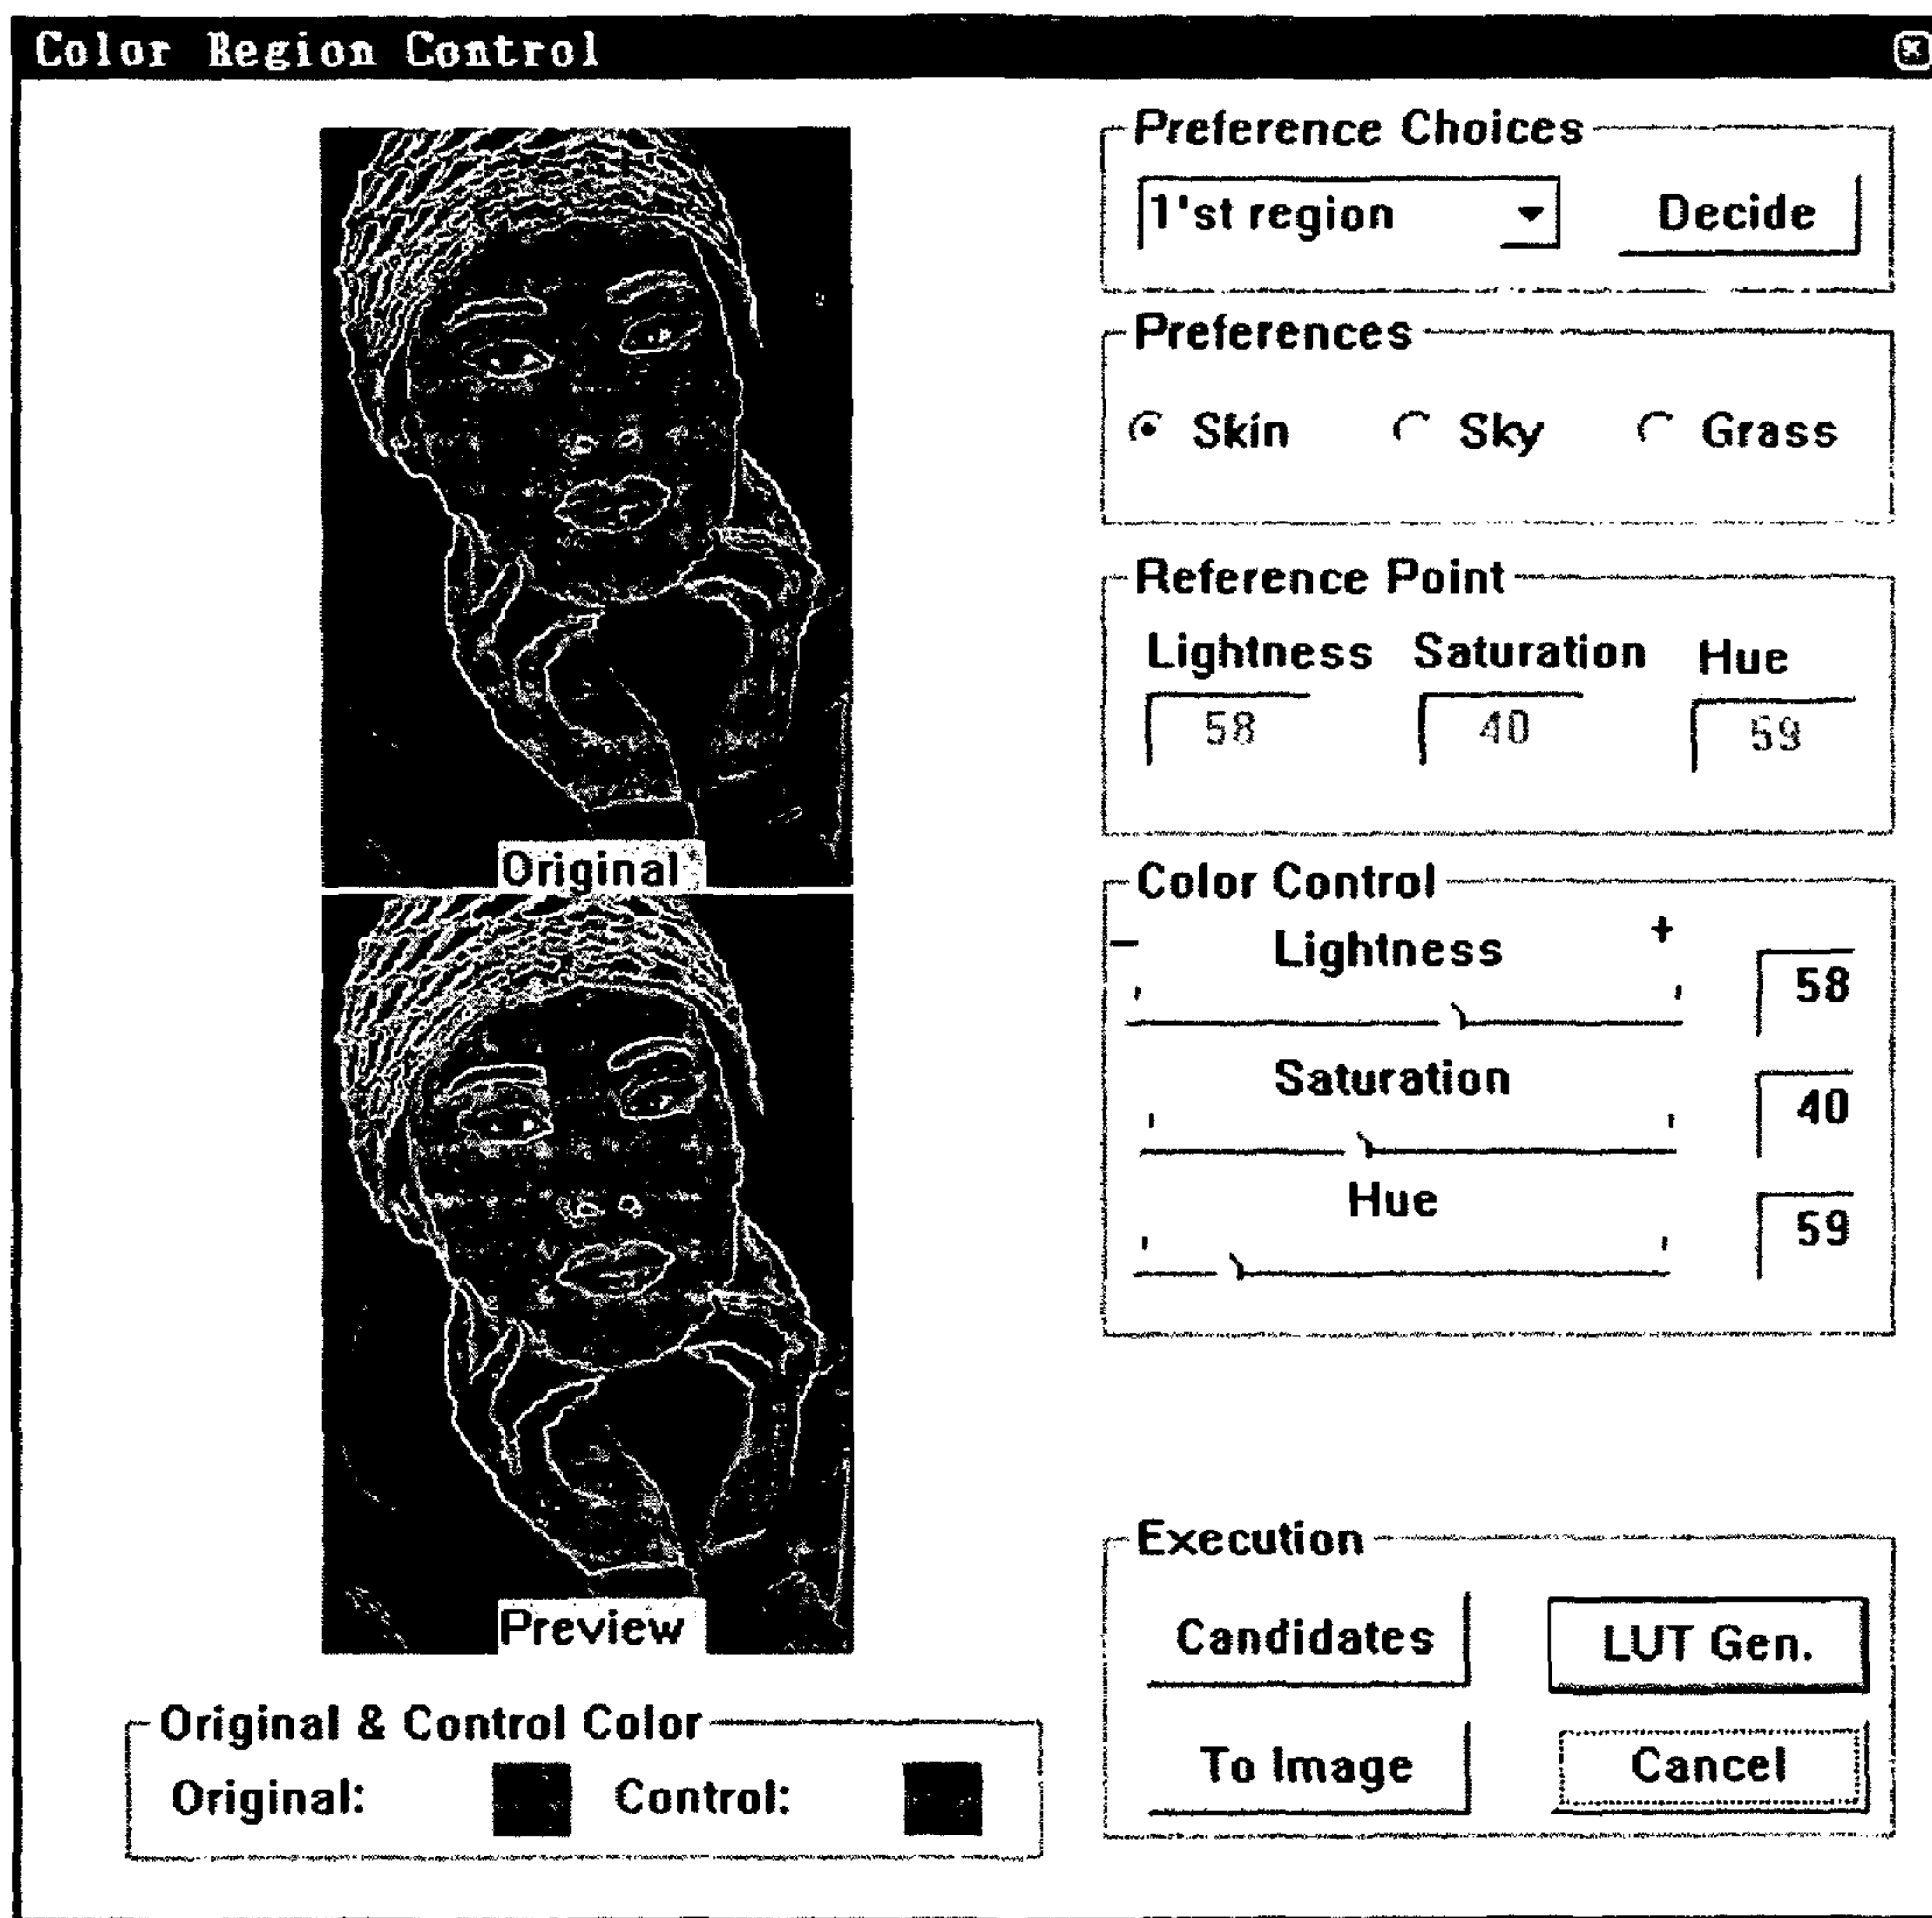 Color Region Control
Original
Preview
Original & Control Color
Original: Control:
Preference Choices
1'st region Decide
Preferences
Skin Sky Grass
Reference Point
Lightness Saturation Hue
58 40 59
Color Control
- Lightness +
58
Saturation
40
Hue
59
Execution
Candidates LUT Gen.
To Image Cancel